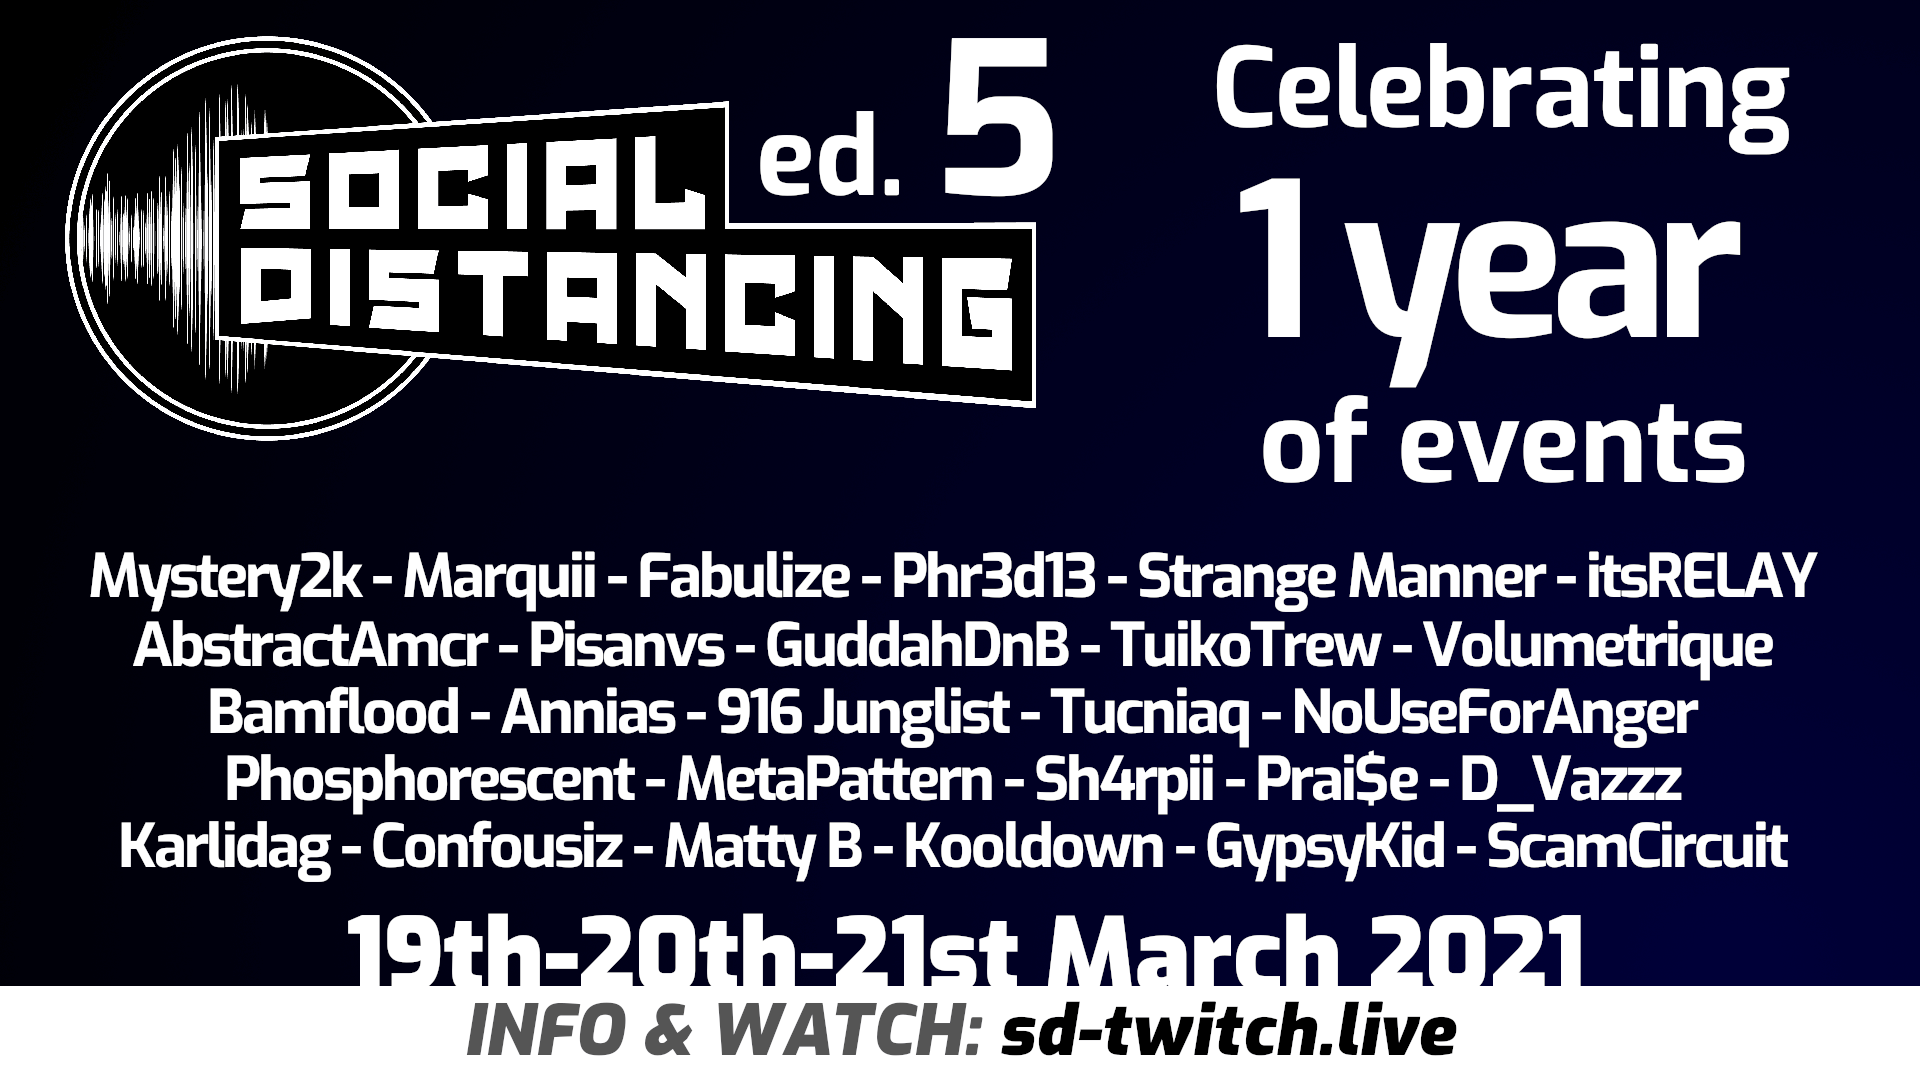 SOCIAL
DISTANCING
ed. 5
Celebrating
1 year
of events
Mystery2k - Marquii - Fabulize - Phr3d13 - Strange Manner - itsRELAY
AbstractAmcr - Pisanvs - GuddahDnB - TuikoTrew - Volumetrique
Bamflood - Annias - 916 Junglist - Tucniaq - NoUseForAnger
Phosphorescent - MetaPattern - Sh4rpii - Prai$e - D_Vazzz
Karlidag - Confousiz - Matty B - Kooldown - GypsyKid - ScamCircuit
19th-20th-21st March 2021
INFO & WATCH: sd-twitch.live